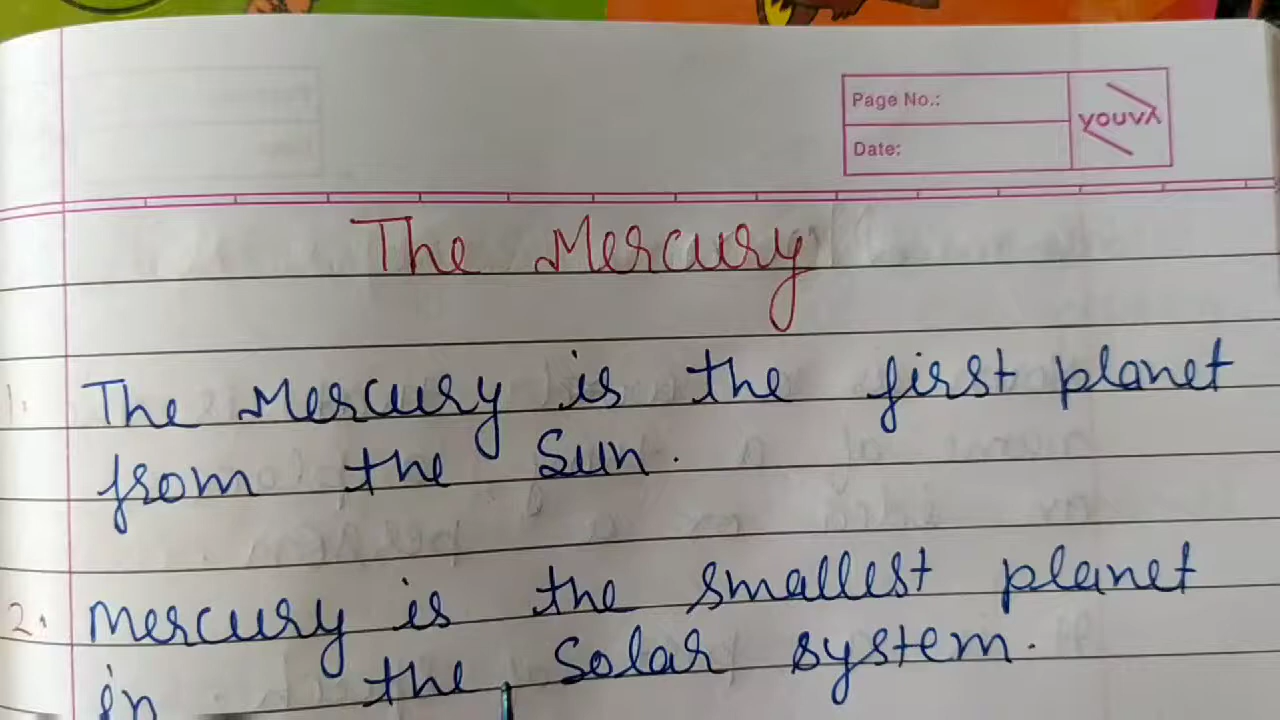 Page No.:
Date:
YOUVA
The Mercury
1. The Mercury is the first planet
from the Sun.
2. Mercury is the smallest planet
in the Solar system.